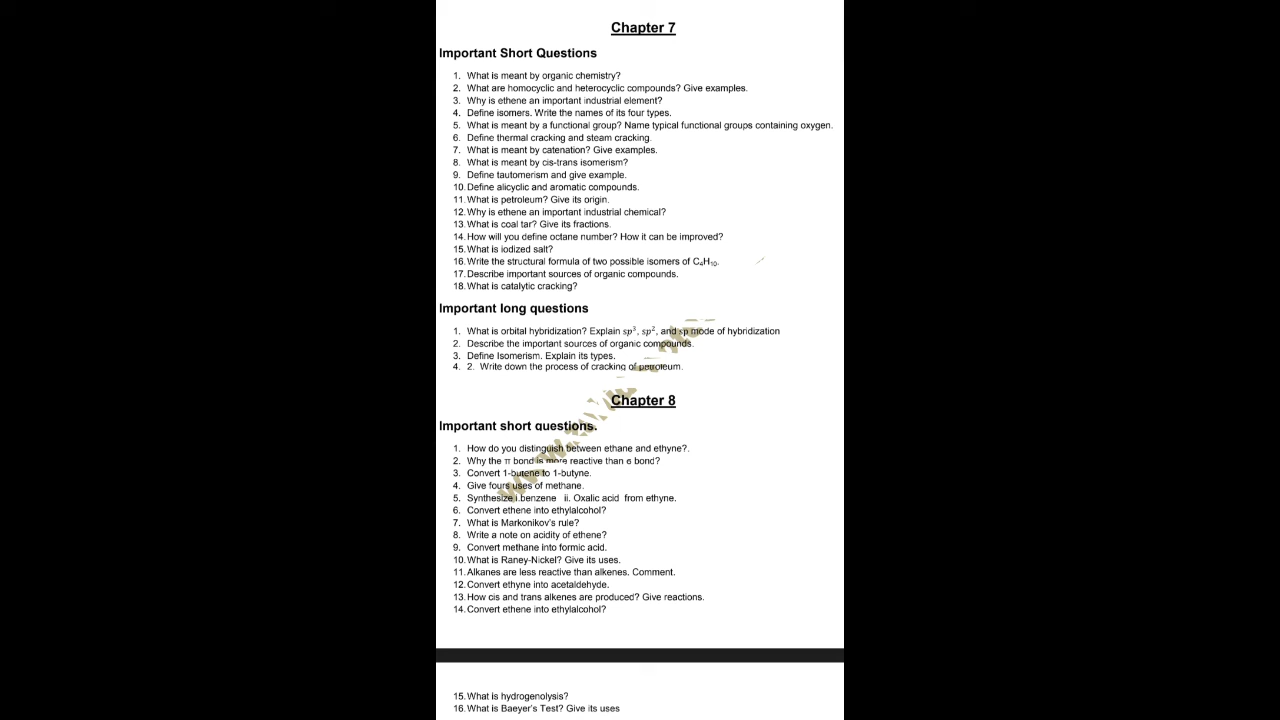 Chapter 7
Important Short Questions
1. What is meant by organic chemistry?
2. What are homocyclic and heterocyclic compounds? Give examples.
3. Why is ethene an important industrial element?
4. Define isomers. Write the names of its four types.
5. What is meant by a functional group? Name typical functional groups containing oxygen.
6. Define thermal cracking and steam cracking.
7. What is meant by catenation? Give examples.
8. What is meant by cis-trans isomerism?
9. Define tautomerism and give example.
10. Define alicyclic and aromatic compounds.
11. What is petroleum? Give its origin.
12. Why is ethene an important industrial chemical?
13. What is coal tar? Give its fractions.
14. How will you define octane number? How it can be improved?
15. What is iodized salt?
16. Write the structural formula of two possible isomers of C₄H₁₀.
17. Describe important sources of organic compounds.
18. What is catalytic cracking?
Important long questions
1. What is orbital hybridization? Explain sp³, sp², and sp mode of hybridization
2. Describe the important sources of organic compounds.
3. Define Isomerism. Explain its types.
4. 2. Write down the process of cracking of petroleum.
Chapter 8
Important short questions.
1. How do you distinguish between ethane and ethyne?.
2. Why the π bond is more reactive than σ bond?
3. Convert 1-butene to 1-butyne.
4. Give fours uses of methane.
5. Synthesize i.benzene ii. Oxalic acid from ethyne.
6. Convert ethene into ethylalcohol?
7. What is Markonikov's rule?
8. Write a note on acidity of ethene?
9. Convert methane into formic acid.
10. What is Raney-Nickel? Give its uses.
11. Alkanes are less reactive than alkenes. Comment.
12. Convert ethyne into acetaldehyde.
13. How cis and trans alkenes are produced? Give reactions.
14. Convert ethene into ethylalcohol?
15. What is hydrogenolysis?
16. What is Baeyer's Test? Give its uses